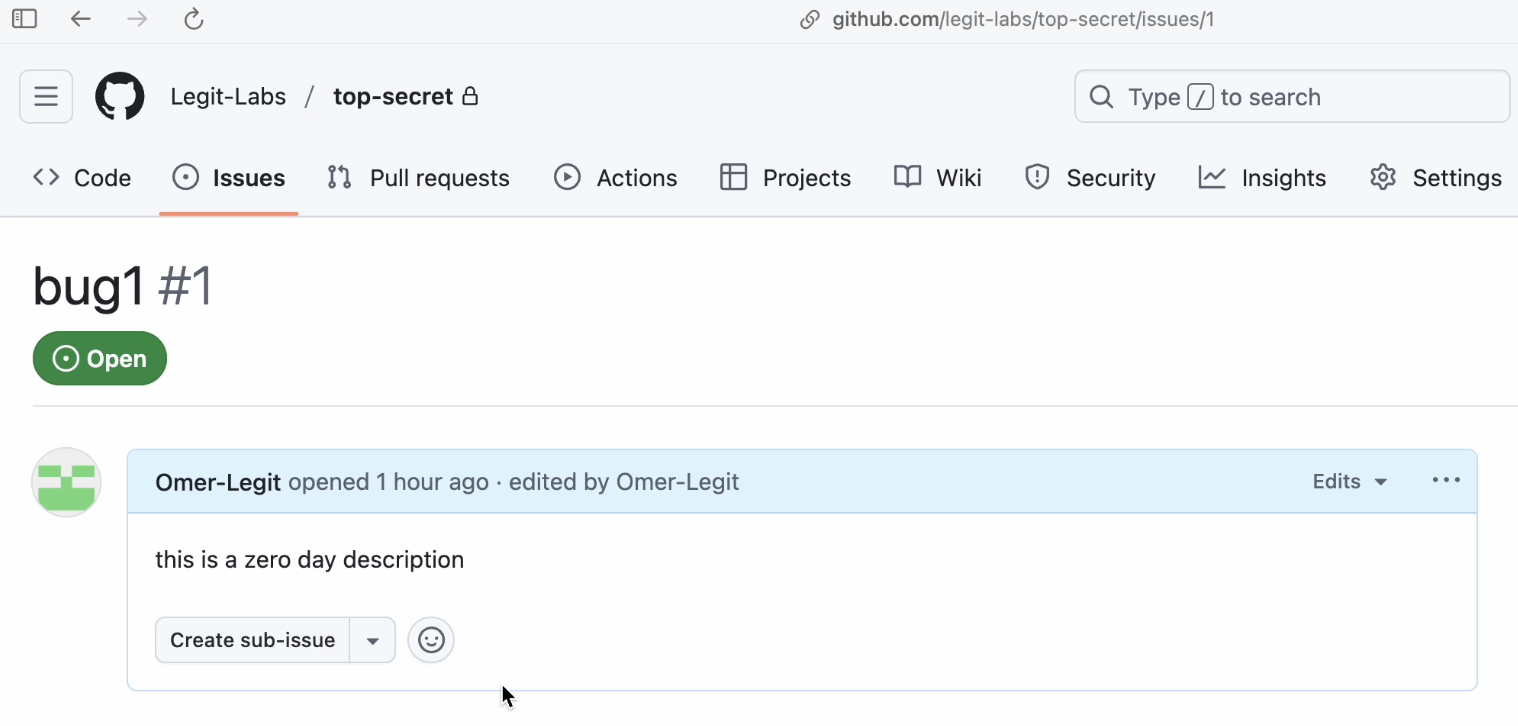 github.com/legit-labs/top-secret/issues/1
Legit-Labs / top-secret
Type / to search
Code Issues Pull requests Actions Projects Wiki Security Insights Settings
bug1 #1
Open
Omer-Legit opened 1 hour ago · edited by Omer-Legit Edits
this is a zero day description
Create sub-issue